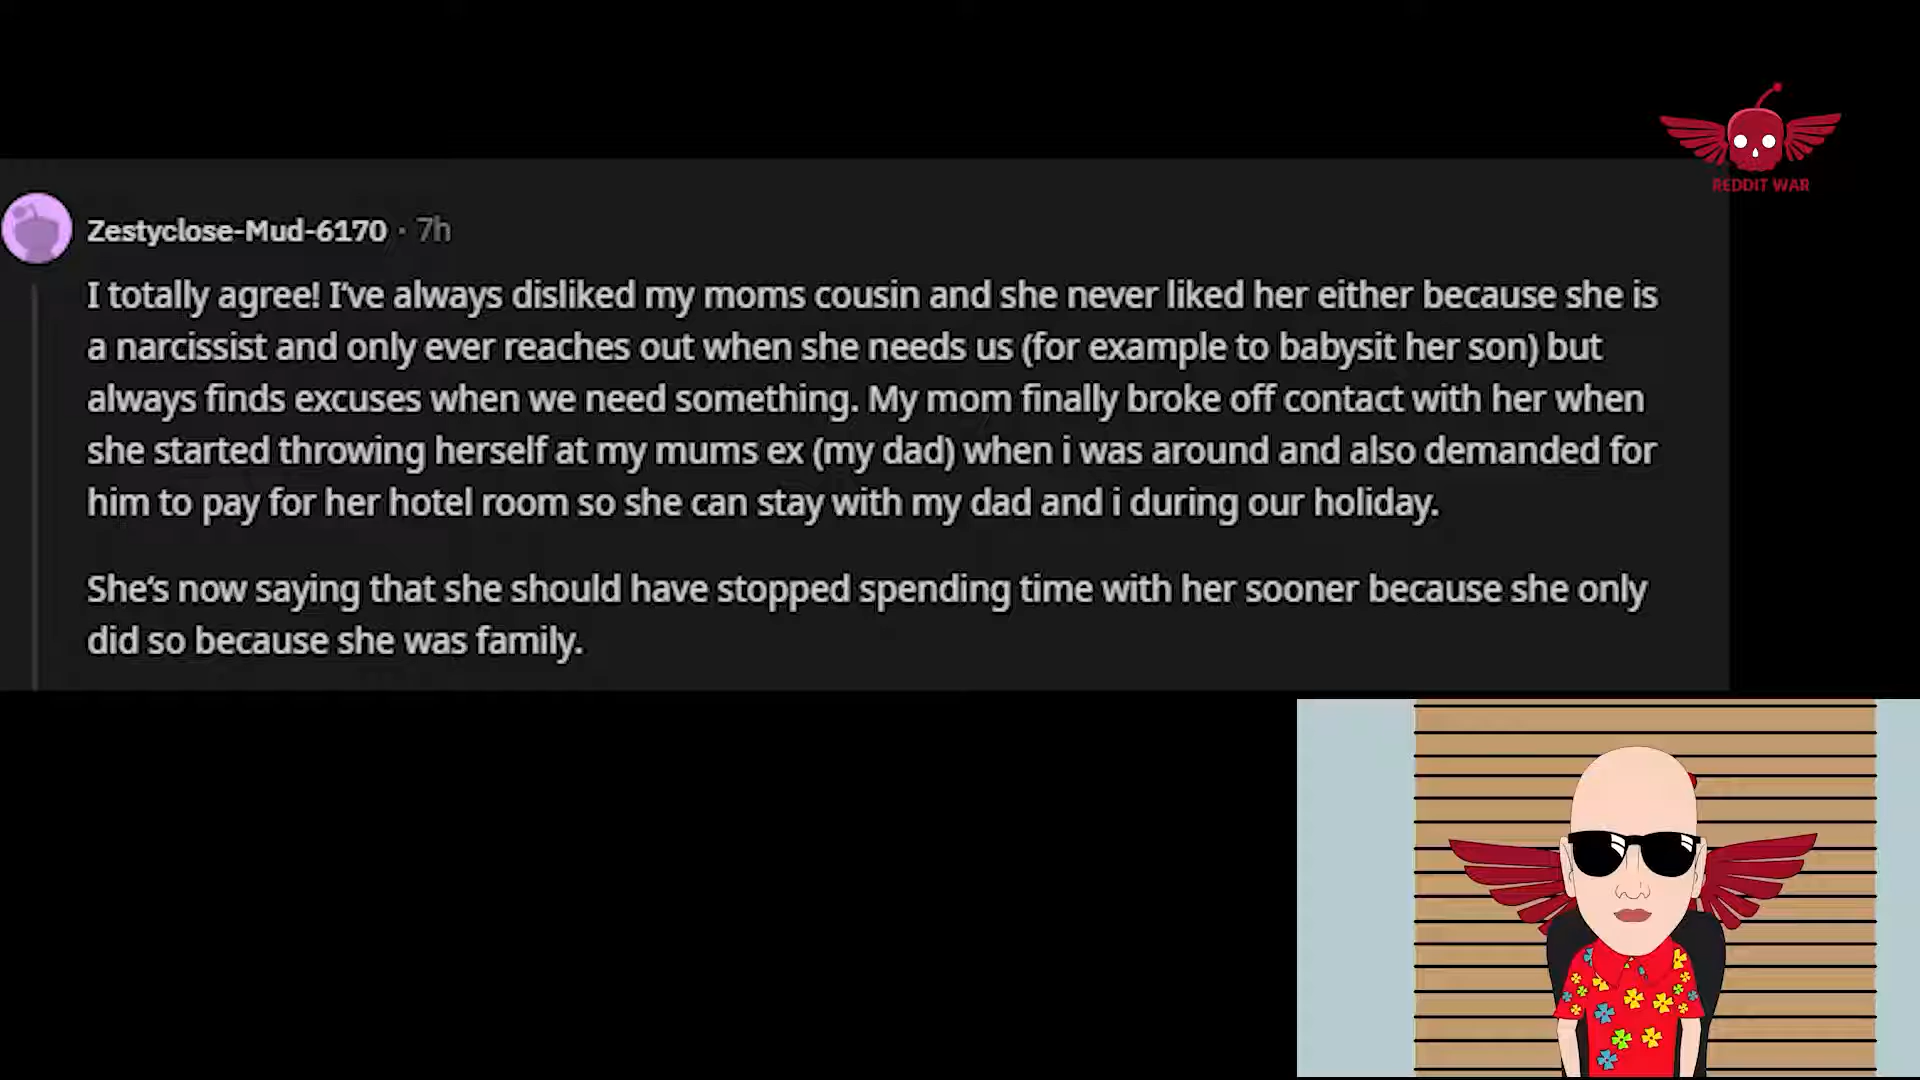 REDDIT WAR
Zestyclose-Mud-6170 · 7h
I totally agree! I've always disliked my moms cousin and she never liked her either because she is
a narcissist and only ever reaches out when she needs us (for example to babysit her son) but
always finds excuses when we need something. My mom finally broke off contact with her when
she started throwing herself at my mums ex (my dad) when i was around and also demanded for
him to pay for her hotel room so she can stay with my dad and i during our holiday.
She's now saying that she should have stopped spending time with her sooner because she only
did so because she was family.